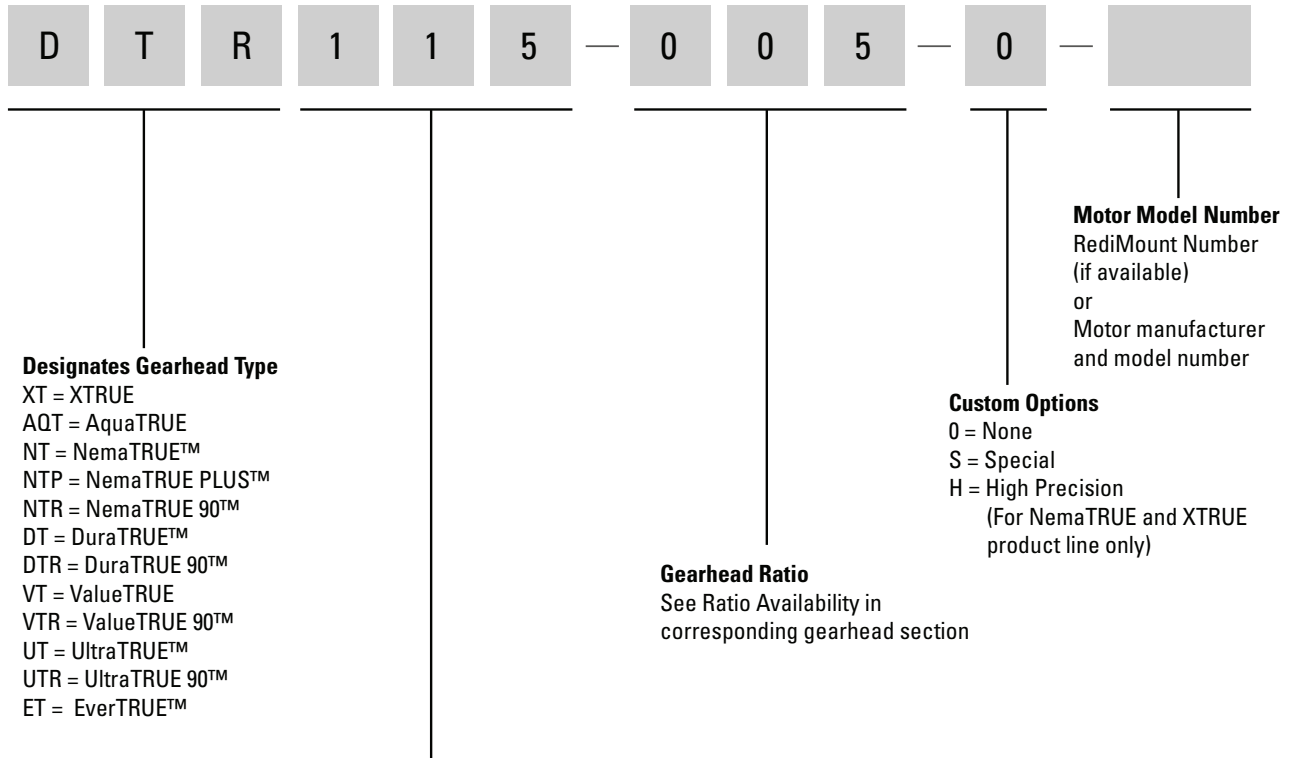 D T R 1 1 5 — 0 0 5 — 0 —
Motor Model Number
RediMount Number
(if available)
or
Motor manufacturer
and model number
Designates Gearhead Type
XT = XTRUE
AQT = AquaTRUE
NT = NemaTRUE™
NTP = NemaTRUE PLUS™
NTR = NemaTRUE 90™
DT = DuraTRUE™
DTR = DuraTRUE 90™
VT = ValueTRUE
VTR = ValueTRUE 90™
UT = UltraTRUE™
UTR = UltraTRUE 90™
ET = EverTRUE™
Custom Options
0 = None
S = Special
H = High Precision
(For NemaTRUE and XTRUE
product line only)
Gearhead Ratio
See Ratio Availability in
corresponding gearhead section